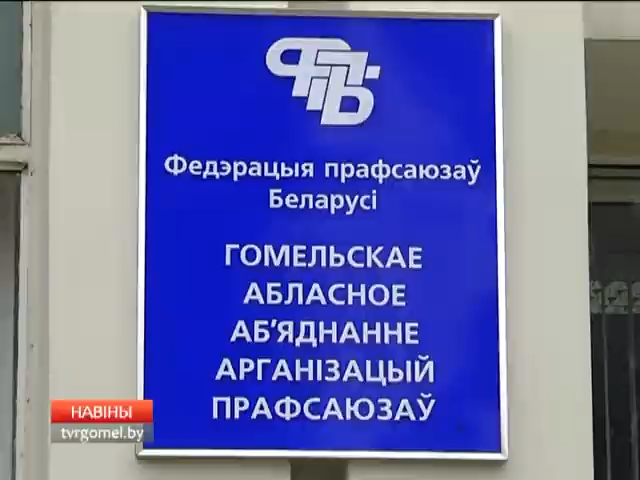 ФПБ
Федэрацыя прафсаюзаў
Беларусі
ГОМЕЛЬСКАЕ
АБЛАСНОЕ
АБ’ЯДНАННЕ
АРГАНІЗАЦЫЙ
ПРАФСАЮЗАЎ
НАВІНЫ
tvrgomel.by